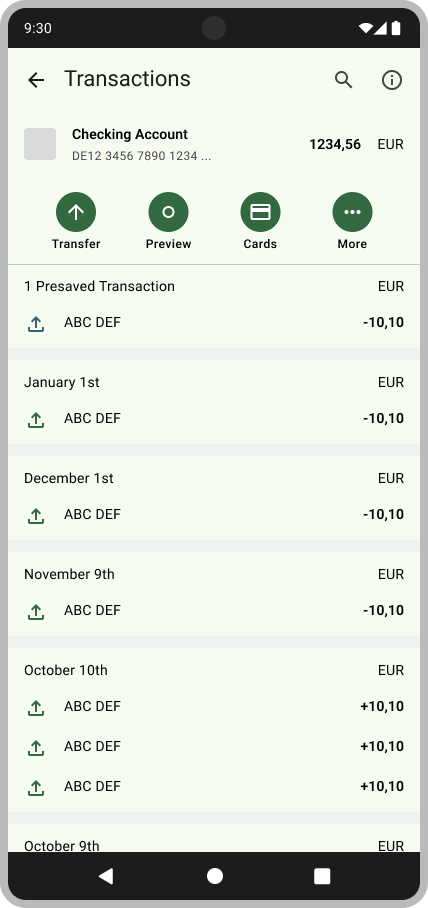 9:30
Transactions
Checking Account
1234,56 EUR
DE12 3456 7890 1234 ...
Transfer Preview Cards More
1 Presaved Transaction EUR
ABC DEF -10,10
January 1st EUR
ABC DEF -10,10
December 1st EUR
ABC DEF -10,10
November 9th EUR
ABC DEF -10,10
October 10th EUR
ABC DEF +10,10
ABC DEF +10,10
ABC DEF +10,10
October 9th EUR